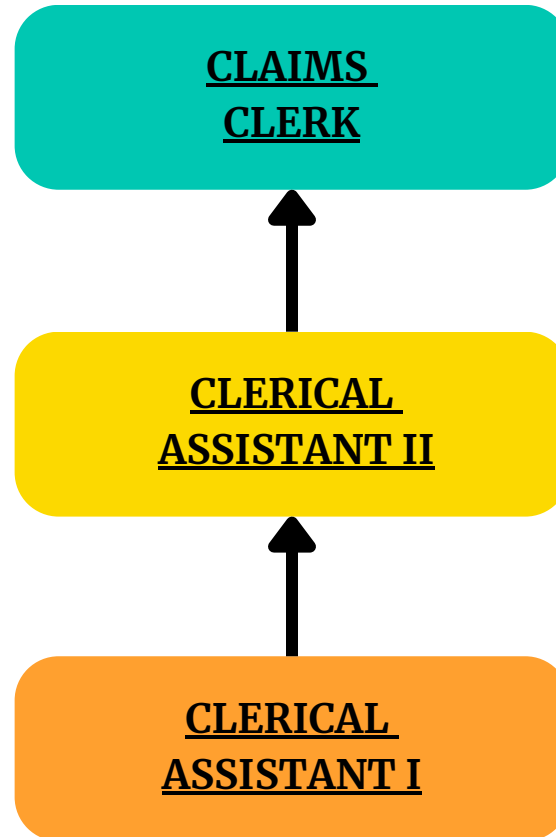 CLAIMS
CLERK
CLERICAL
ASSISTANT II
CLERICAL
ASSISTANT I